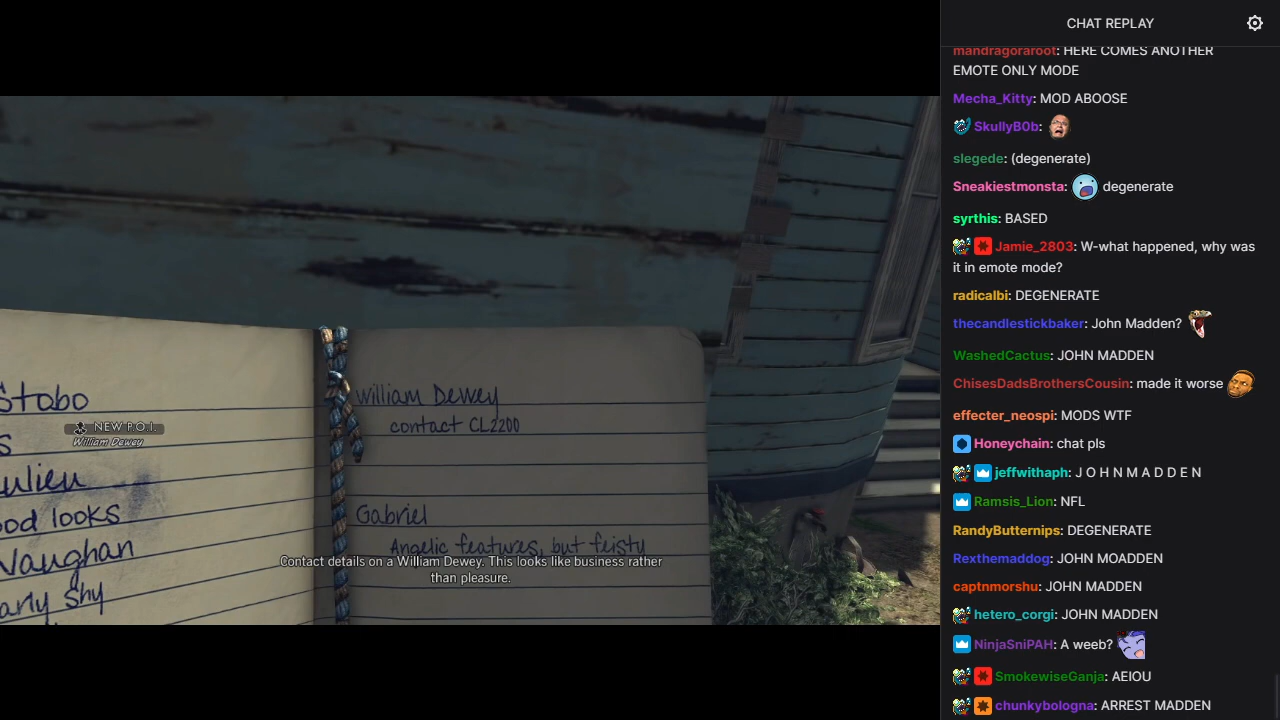 Stobo
NEW P.O.I.
William Dewey
ood looks
Vaughan
arly shy
William Dewey
contact CL2200
Gabriel
Angelic features, but feisty
Contact details on a William Dewey. This looks like business rather
than pleasure.
CHAT REPLAY
mandragoraroot: HERE COMES ANOTHER
EMOTE ONLY MODE
Mecha_Kitty: MOD ABOOSE
SkullyB0b:
slegede: (degenerate)
Sneakiestmonsta: degenerate
syrthis: BASED
Jamie_2803: W-what happened, why was
it in emote mode?
radicalbi: DEGENERATE
thecandlestickbaker: John Madden?
WashedCactus: JOHN MADDEN
ChisesDadsBrothersCousin: made it worse
effecter_neospi: MODS WTF
Honeychain: chat pls
jeffwithaph: J O H N M A D D E N
Ramsis_Lion: NFL
RandyButternips: DEGENERATE
Rexthemaddog: JOHN MOADDEN
captnmorshu: JOHN MADDEN
hetero_corgi: JOHN MADDEN
NinjaSniPAH: A weeb?
SmokewiseGanja: AEIOU
chunkybologna: ARREST MADDEN